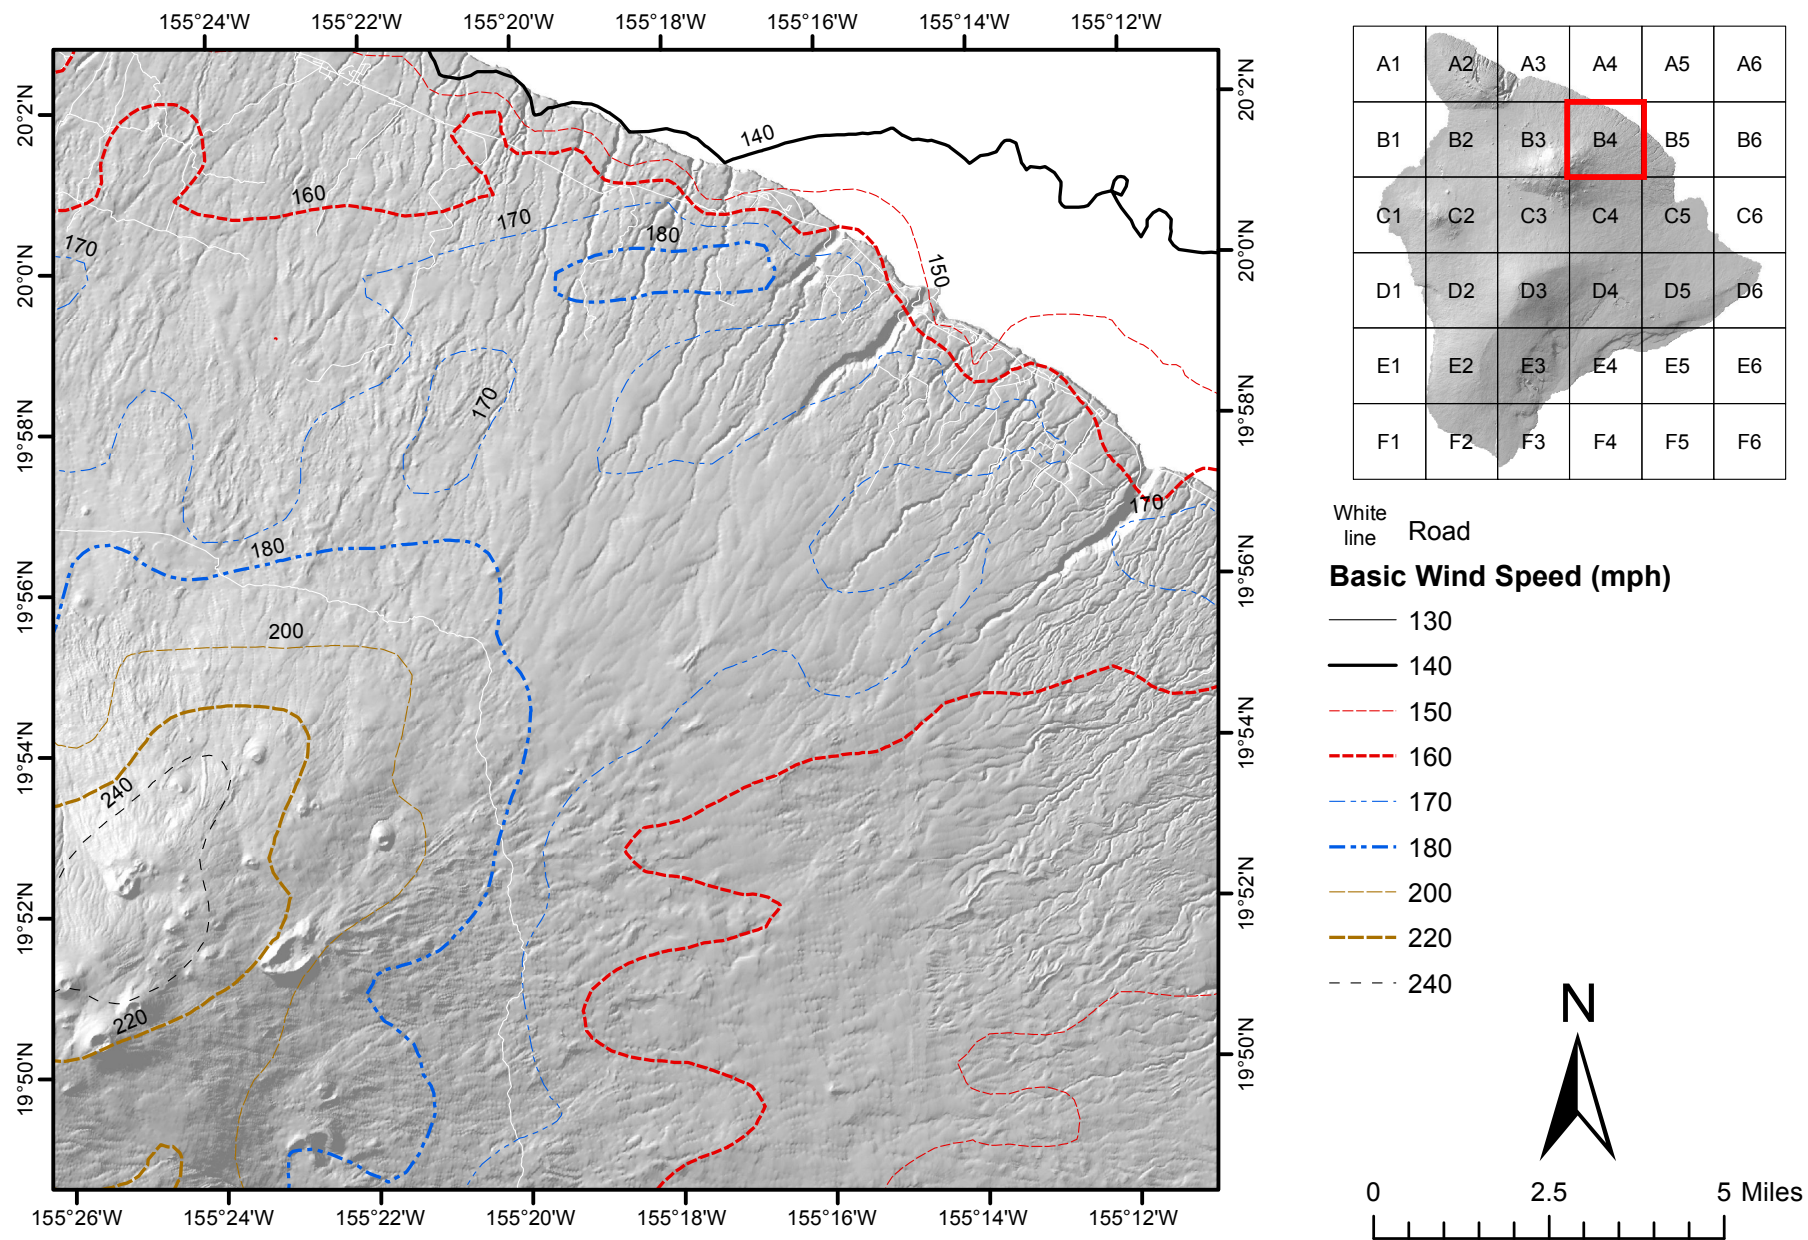 155°24'W 155°22'W 155°20'W 155°18'W 155°16'W 155°14'W 155°12'W
20°2'N
20°0'N
19°58'N
19°56'N
19°54'N
19°52'N
19°50'N
20°2'N
20°0'N
19°58'N
19°56'N
19°54'N
19°52'N
19°50'N
140
160
170
180
170
150
170
170
180
200
240
220
155°26'W 155°24'W 155°22'W 155°20'W 155°18'W 155°16'W 155°14'W 155°12'W
A1 A2 A3 A4 A5 A6
B1 B2 B3 B4 B5 B6
C1 C2 C3 C4 C5 C6
D1 D2 D3 D4 D5 D6
E1 E2 E3 E4 E5 E6
F1 F2 F3 F4 F5 F6
White
line
Road
Basic Wind Speed (mph)
130
140
150
160
170
180
200
220
240
N
0 2.5 5 Miles